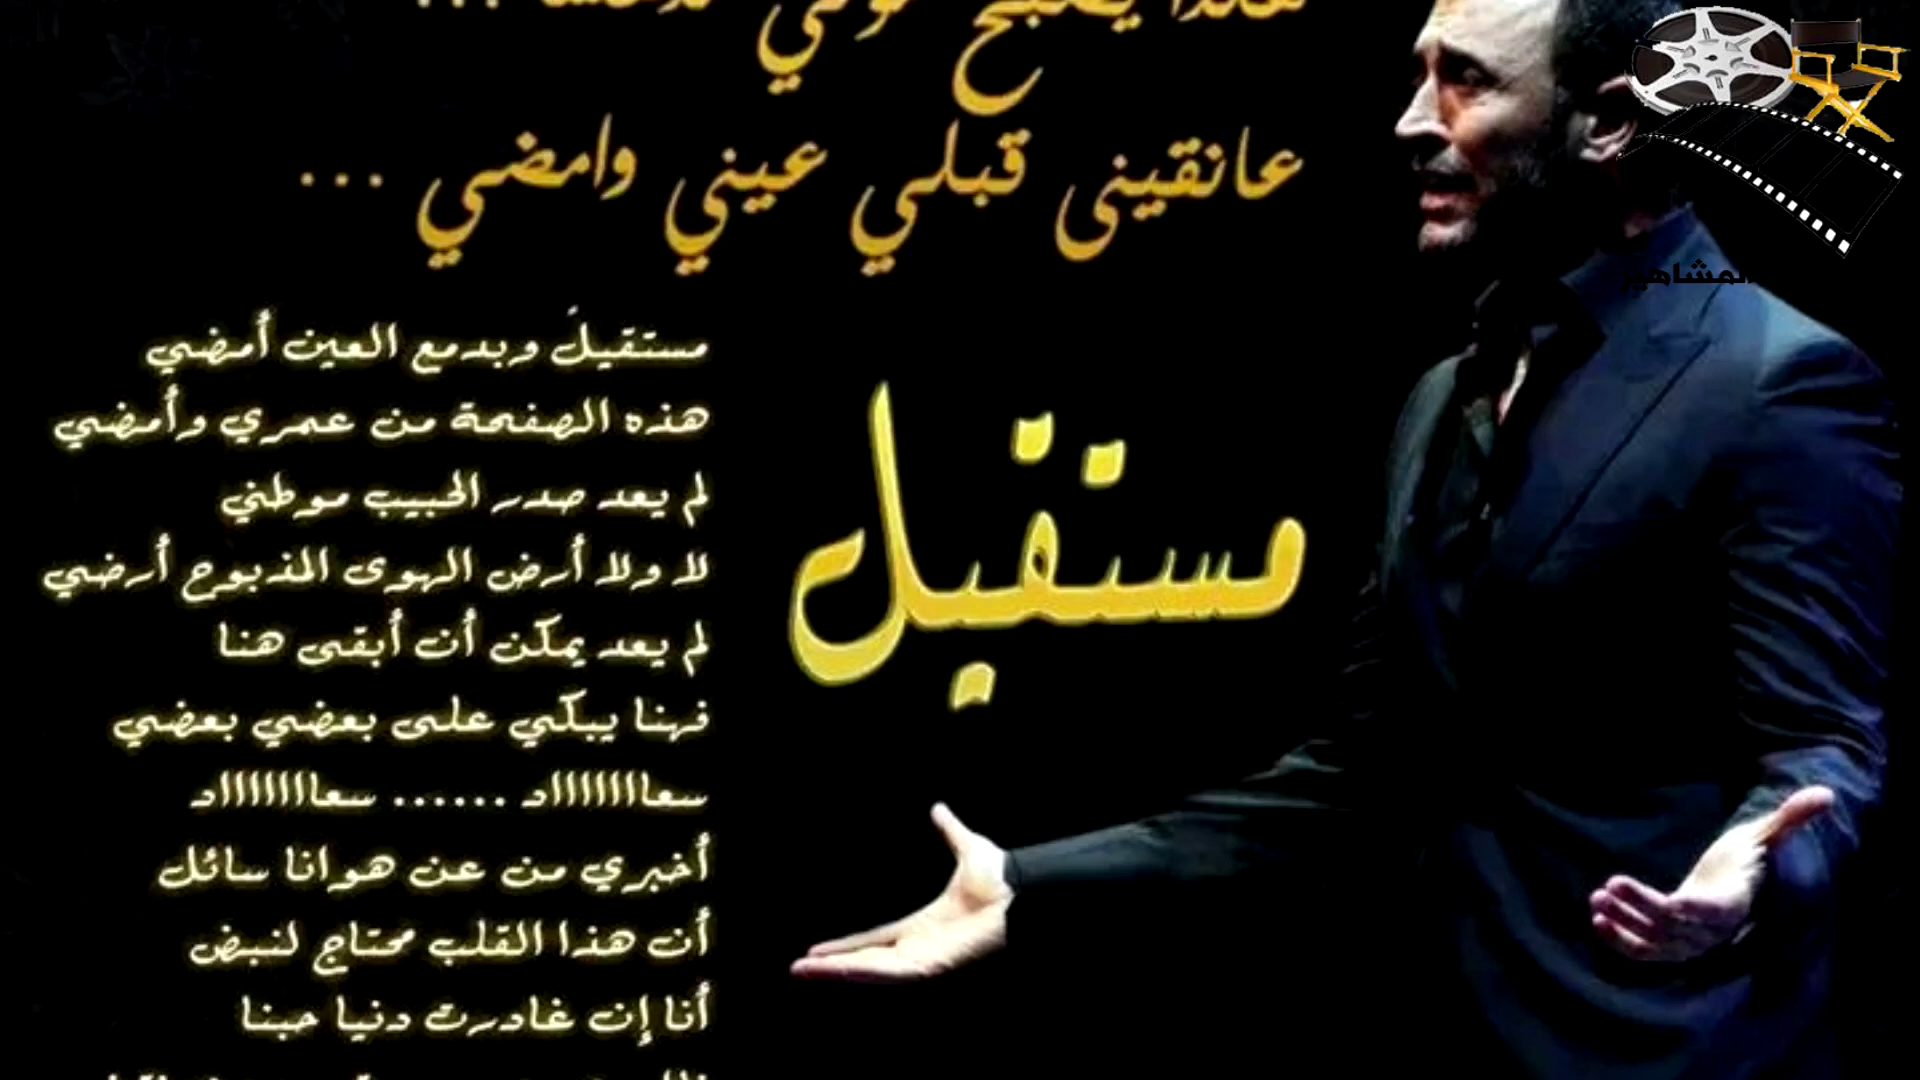 عانقيني قبلي عيني وامضي ...
المشاهير
مستقيل
مستقيلٌ وبدمع العين أمضي
هذه الصفحة من عمري وأمضي
لم يعد صدر الحبيب موطني
لا ولا أرض الهوى المذبوح أرضي
لم يعد يمكن أن أبقى هنا
فهنا يبكي على بعضي بعضي
سعااااااااد ...... سعااااااااد
أخبري من عن هوانا سائل
أن هذا القلب محتاج لنبض
أنا إن غادرت دنيا حبنا